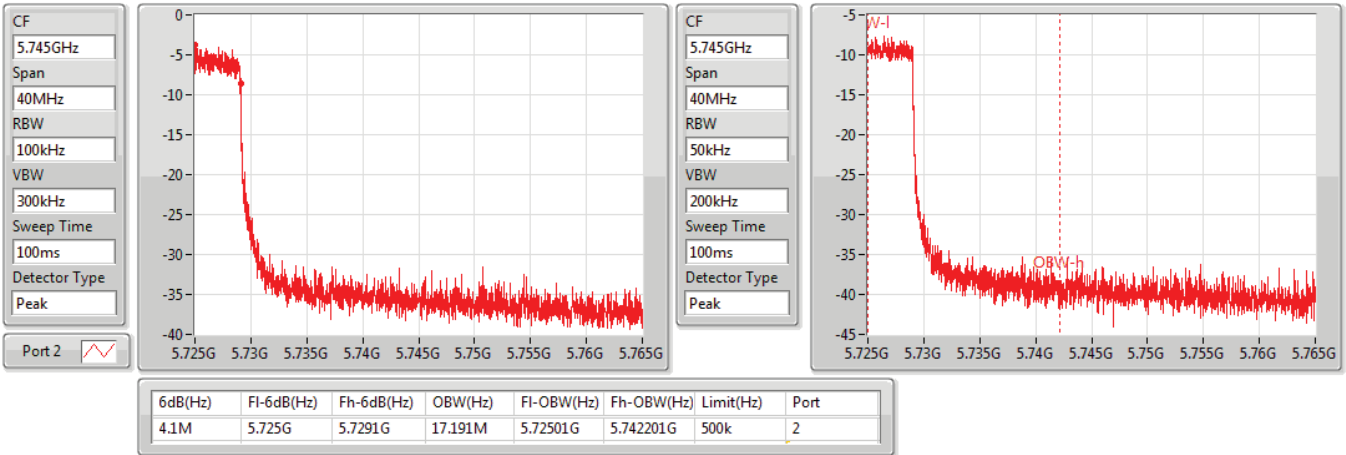 CF
5.745GHz
Span
40MHz
RBW
100kHz
VBW
300kHz
Sweep Time
100ms
Detector Type
Peak
Port 2
0
-5
-10
-15
-20
-25
-30
-35
-40
5.725G 5.73G 5.735G 5.74G 5.745G 5.75G 5.755G 5.76G 5.765G
CF
5.745GHz
Span
40MHz
RBW
50kHz
VBW
200kHz
Sweep Time
100ms
Detector Type
Peak
-5
-10
-15
-20
-25
-30
-35
-40
-45
W-l
OBW-h
5.725G 5.73G 5.735G 5.74G 5.745G 5.75G 5.755G 5.76G 5.765G
6dB(Hz) Fl-6dB(Hz) Fh-6dB(Hz) OBW(Hz) Fl-OBW(Hz) Fh-OBW(Hz) Limit(Hz) Port
4.1M 5.725G 5.7291G 17.191M 5.72501G 5.742201G 500k 2